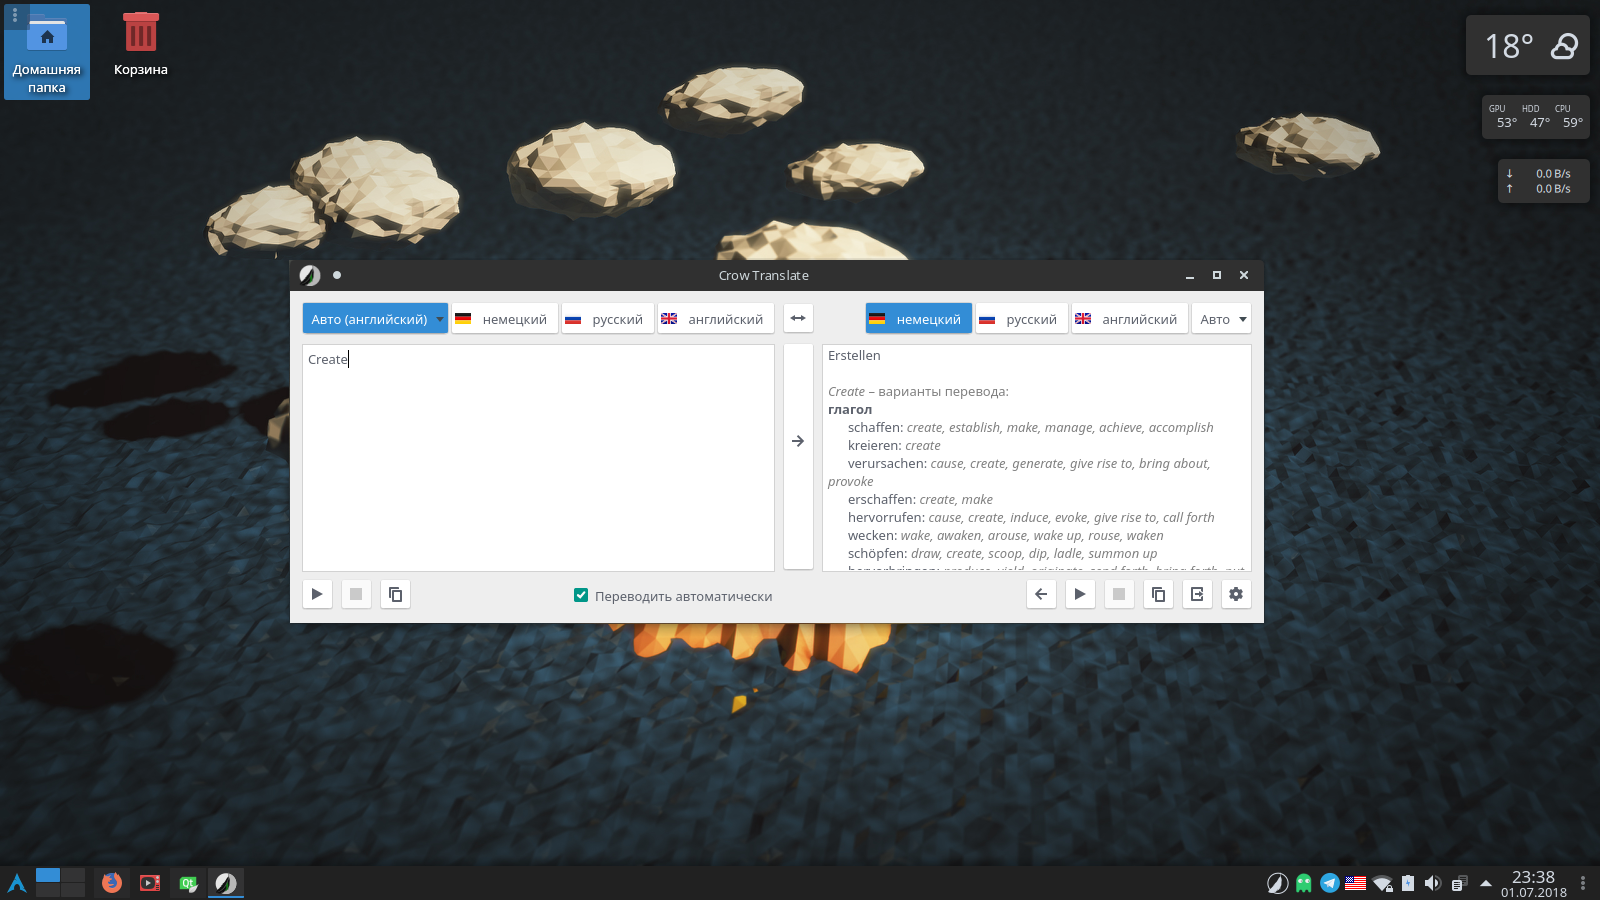 Домашняя
папка
Корзина
18°
GPU HDD CPU
53° 47° 59°
↓ 0.0 B/s
↑ 0.0 B/s
Crow Translate
Авто (английский) немецкий русский английский
немецкий русский английский Авто
Create
Erstellen
Create – варианты перевода:
глагол
schaffen: create, establish, make, manage, achieve, accomplish
kreieren: create
verursachen: cause, create, generate, give rise to, bring about,
provoke
erschaffen: create, make
hervorrufen: cause, create, induce, evoke, give rise to, call forth
wecken: wake, awaken, arouse, wake up, rouse, waken
schöpfen: draw, create, scoop, dip, ladle, summon up
Переводить автоматически
Qt
23:38
01.07.2018